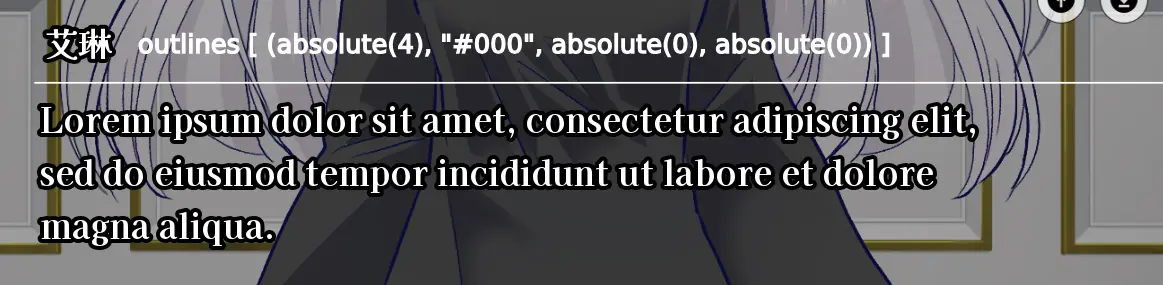 艾琳 outlines [ (absolute(4), "#000", absolute(0), absolute(0)) ]
Lorem ipsum dolor sit amet, consectetur adipiscing elit,
sed do eiusmod tempor incididunt ut labore et dolore
magna aliqua.